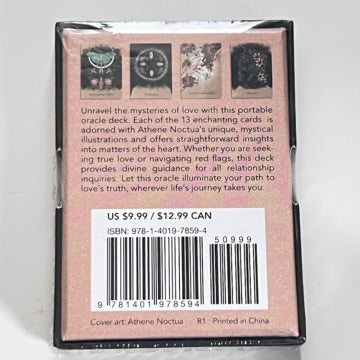 Unravel the mysteries of love with this portable
oracle deck. Each of the 13 enchanting cards is
adorned with Athene Noctua's unique, mystical
illustrations and offers straightforward insights
into matters of the heart. Whether you are seek-
ing true love or navigating red flags, this deck
provides divine guidance for all relationship
inquiries. Let this oracle illuminate your path to
love's truth, wherever life's journey takes you.
US $9.99 / $12.99 CAN
ISBN: 978-1-4019-7859-4
50999
9 781401 978594
Cover art: Athene Noctua R1 Printed in China